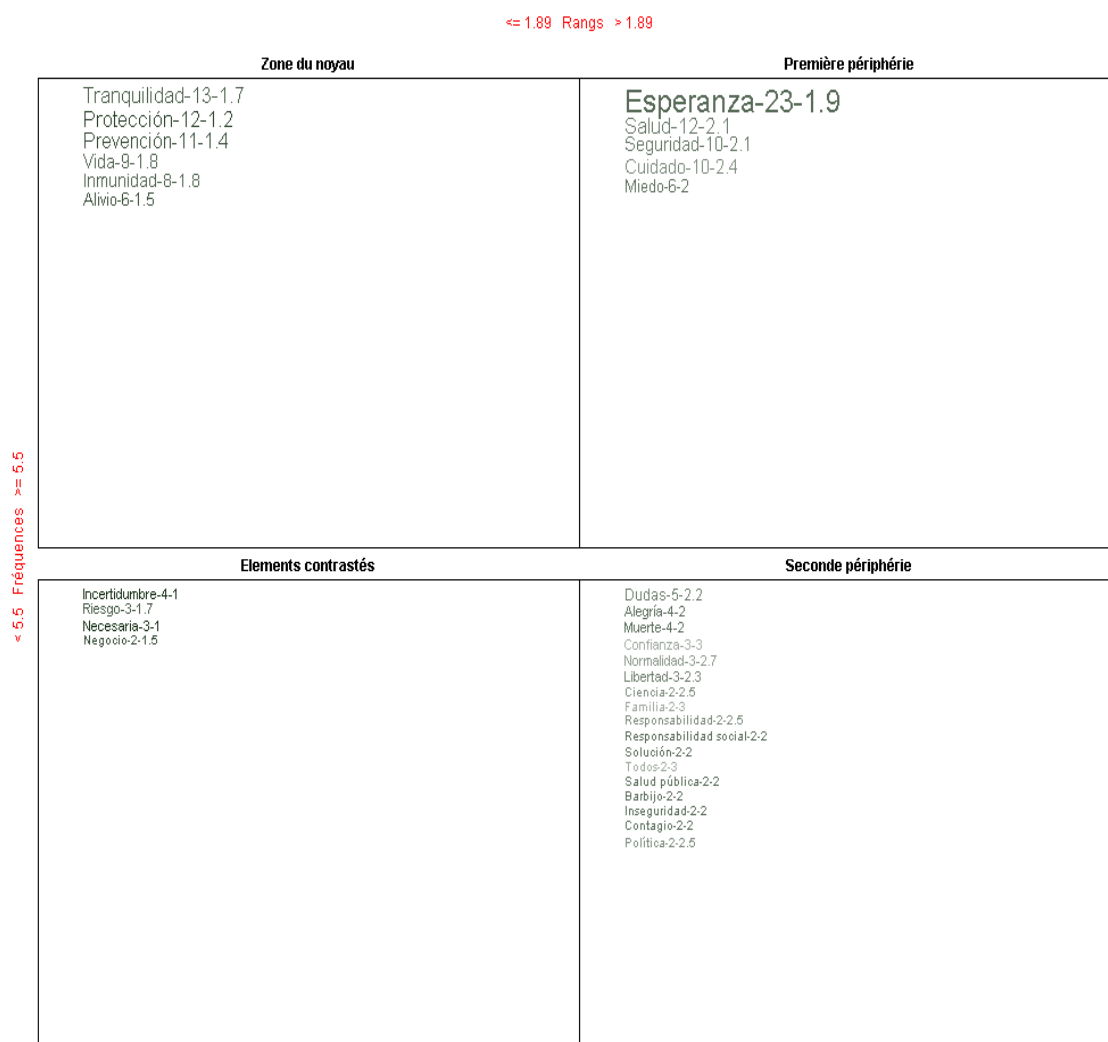 <= 1.89 Rangs > 1.89
Zone du noyau
Première périphérie
Tranquilidad-13-1.7
Protección-12-1.2
Prevención-11-1.4
Vida-9-1.8
Inmunidad-8-1.8
Alivio-6-1.5
Esperanza-23-1.9
Salud-12-2.1
Seguridad-10-2.1
Cuidado-10-2.4
Miedo-6-2
< 5.5 Fréquences >= 5.5
Elements contrastés
Seconde périphérie
Incertidumbre-4-1
Riesgo-3-1.7
Necesaria-3-1
Negocio-2-1.5
Dudas-5-2.2
Alegría-4-2
Muerte-4-2
Confianza-3-3
Normalidad-3-2.7
Libertad-3-2.3
Ciencia-2-2.5
Familia-2-3
Responsabilidad-2-2.5
Responsabilidad social-2-2
Solución-2-2
Todos-2-3
Salud pública-2-2
Barbijo-2-2
Inseguridad-2-2
Contagio-2-2
Política-2-2.5